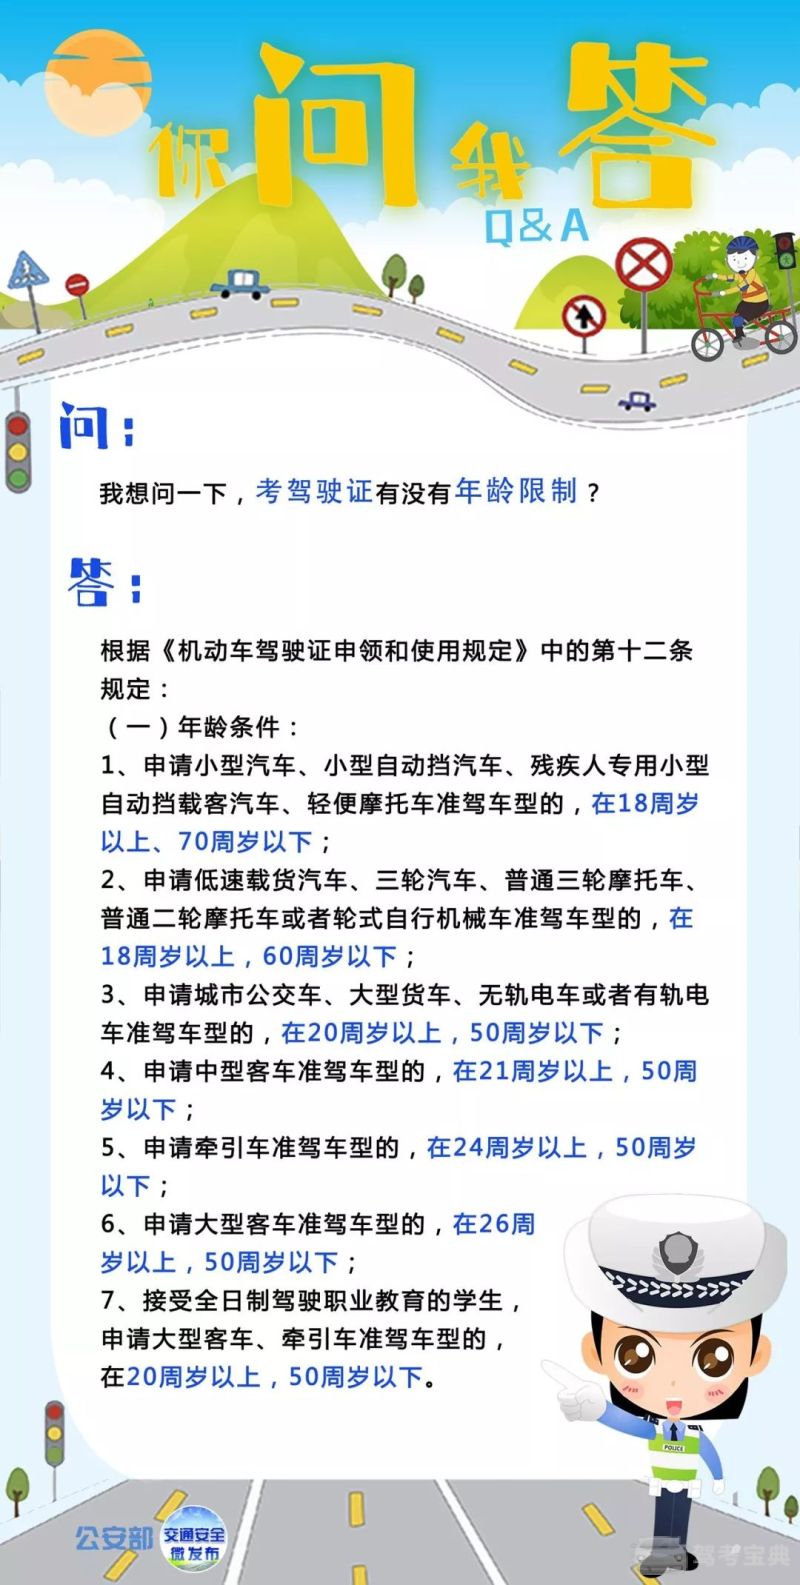 你问我答
Q&A
问：
我想问一下，考驾驶证有没有年龄限制？
答：
根据《机动车驾驶证申领和使用规定》中的第十二条
规定：
（一）年龄条件：
1、申请小型汽车、小型自动挡汽车、残疾人专用小型
自动挡载客汽车、轻便摩托车准驾车型的，在18周岁
以上、70周岁以下；
2、申请低速载货汽车、三轮汽车、普通三轮摩托车、
普通二轮摩托车或者轮式自行机械车准驾车型的，在
18周岁以上，60周岁以下；
3、申请城市公交车、大型货车、无轨电车或者有轨电
车准驾车型的，在20周岁以上，50周岁以下；
4、申请中型客车准驾车型的，在21周岁以上，50周
岁以下；
5、申请牵引车准驾车型的，在24周岁以上，50周岁
以下；
6、申请大型客车准驾车型的，在26周
岁以上，50周岁以下；
7、接受全日制驾驶职业教育的学生，
申请大型客车、牵引车准驾车型的，
在20周岁以上，50周岁以下。
POLICE
公安部
交通安全
微发布
驾考宝典